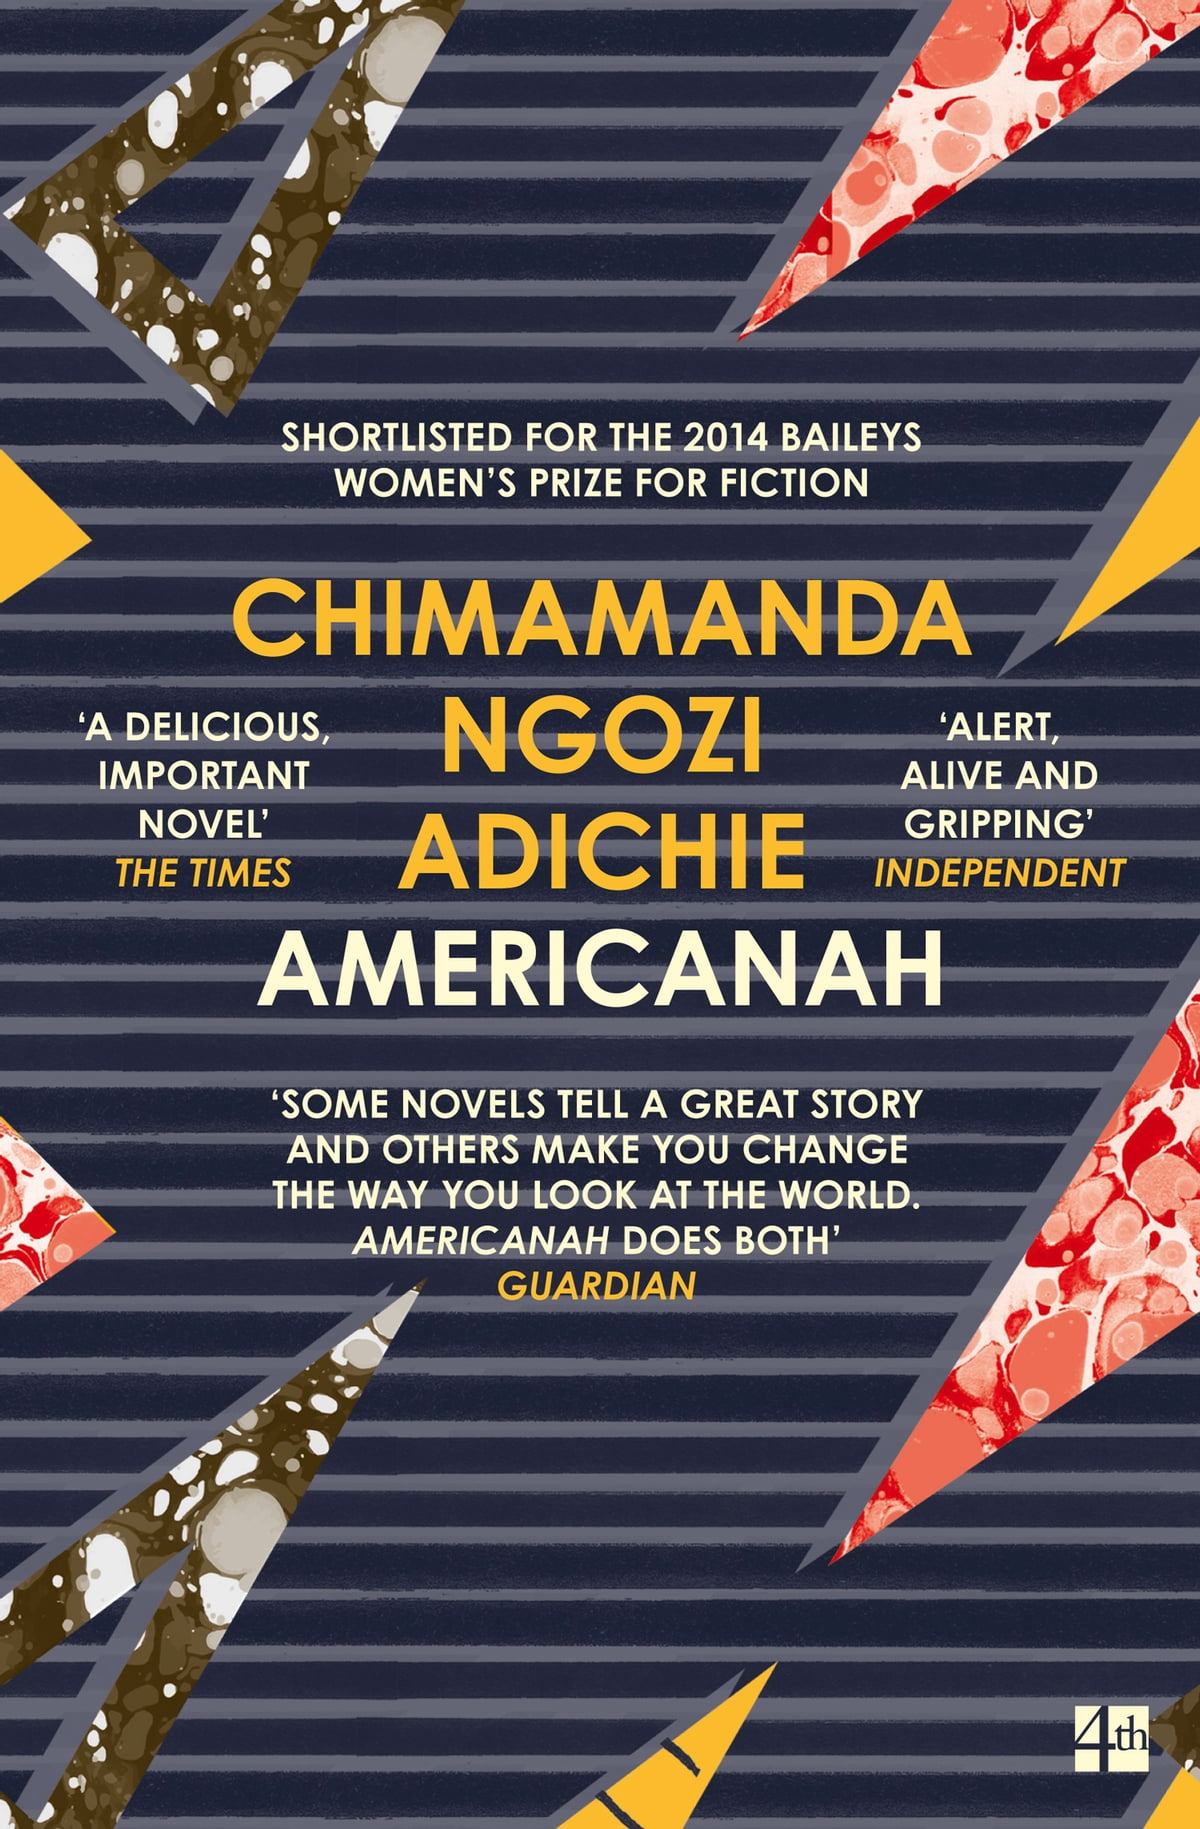 SHORTLISTED FOR THE 2014 BAILEYS
WOMEN'S PRIZE FOR FICTION
CHIMAMANDA
NGOZI
ADICHIE
'A DELICIOUS,
IMPORTANT
NOVEL'
THE TIMES
'ALERT,
ALIVE AND
GRIPPING'
INDEPENDENT
AMERICANAH
'SOME NOVELS TELL A GREAT STORY
AND OTHERS MAKE YOU CHANGE
THE WAY YOU LOOK AT THE WORLD.
AMERICANAH DOES BOTH'
GUARDIAN
4th